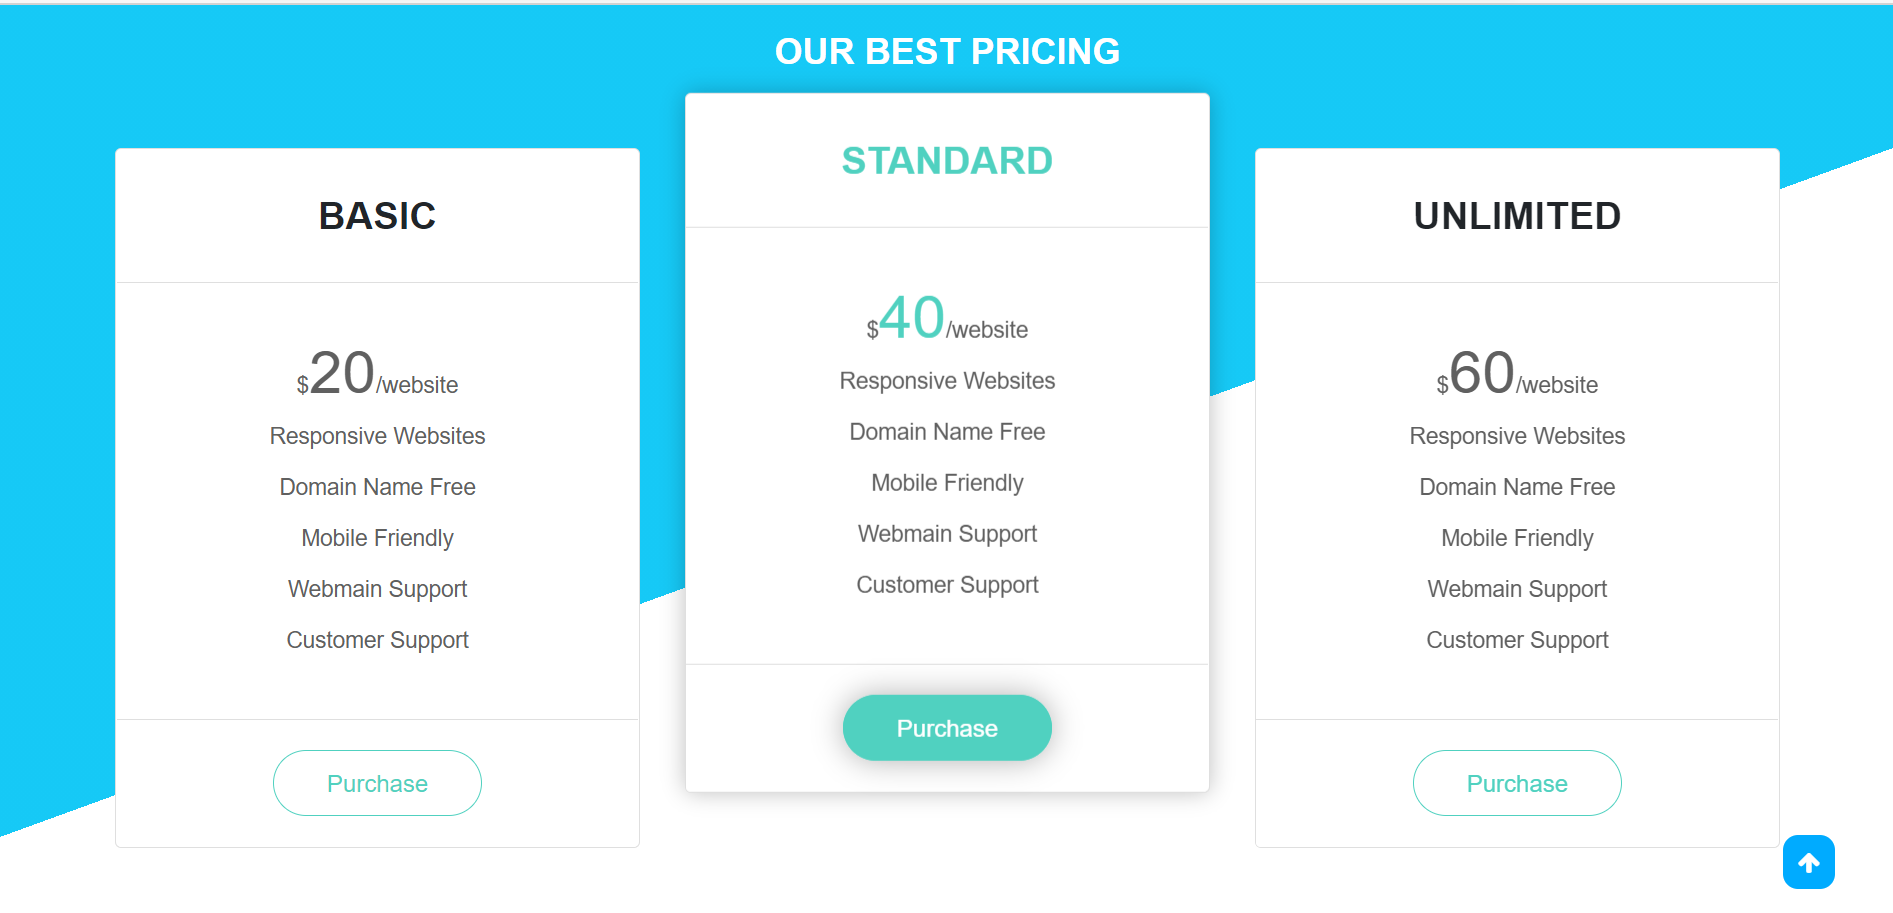 OUR BEST PRICING
BASIC
$20/website
Responsive Websites
Domain Name Free
Mobile Friendly
Webmain Support
Customer Support
Purchase
STANDARD
$40/website
Responsive Websites
Domain Name Free
Mobile Friendly
Webmain Support
Customer Support
Purchase
UNLIMITED
$60/website
Responsive Websites
Domain Name Free
Mobile Friendly
Webmain Support
Customer Support
Purchase